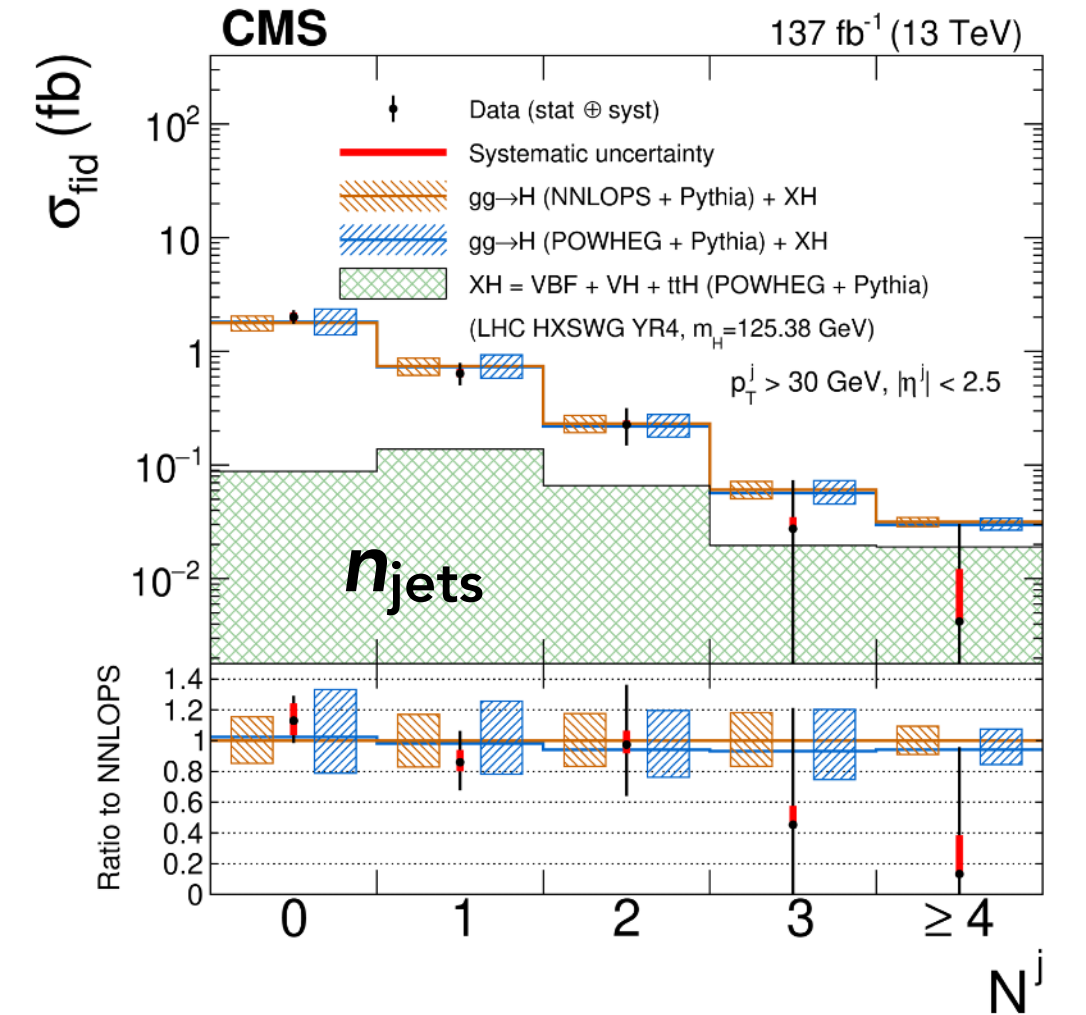 CMS 137 fb⁻¹ (13 TeV)
σ_fid (fb)
Data (stat ⊕ syst)
Systematic uncertainty
gg→H (NNLOPS + Pythia) + XH
gg→H (POWHEG + Pythia) + XH
XH = VBF + VH + ttH (POWHEG + Pythia)
(LHC HXSWG YR4, m_H=125.38 GeV)
p_T^j > 30 GeV, |η^j| < 2.5
10²
10
1
10⁻¹
10⁻²
n_jets
Ratio to NNLOPS
1.4
1.2
1
0.8
0.6
0.4
0.2
0
0 1 2 3 ≥ 4
N^j